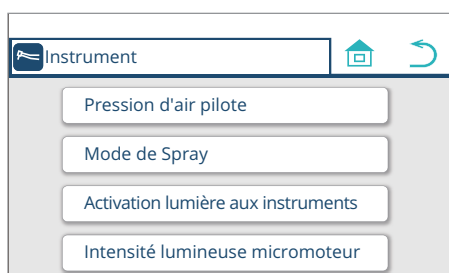 Instrument
Pression d'air pilote
Mode de Spray
Activation lumière aux instruments
Intensité lumineuse micromoteur